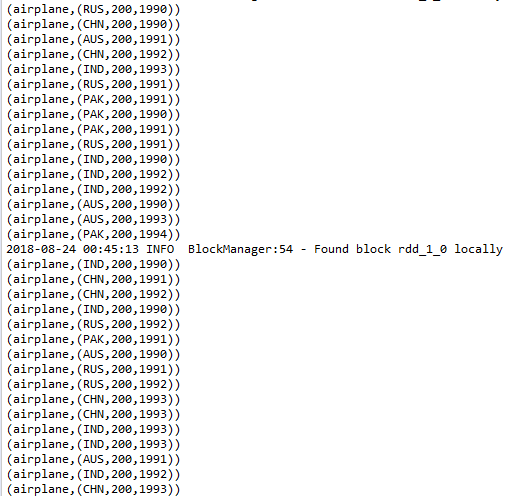 (airplane,(RUS,200,1990))
(airplane,(CHN,200,1990))
(airplane,(AUS,200,1991))
(airplane,(CHN,200,1992))
(airplane,(IND,200,1993))
(airplane,(RUS,200,1991))
(airplane,(PAK,200,1991))
(airplane,(PAK,200,1990))
(airplane,(PAK,200,1991))
(airplane,(RUS,200,1991))
(airplane,(IND,200,1990))
(airplane,(IND,200,1992))
(airplane,(IND,200,1992))
(airplane,(AUS,200,1990))
(airplane,(AUS,200,1993))
(airplane,(PAK,200,1994))
2018-08-24 00:45:13 INFO  BlockManager:54 - Found block rdd_1_0 locally
(airplane,(IND,200,1990))
(airplane,(CHN,200,1991))
(airplane,(CHN,200,1992))
(airplane,(IND,200,1990))
(airplane,(RUS,200,1992))
(airplane,(PAK,200,1991))
(airplane,(AUS,200,1990))
(airplane,(RUS,200,1991))
(airplane,(RUS,200,1992))
(airplane,(CHN,200,1993))
(airplane,(CHN,200,1993))
(airplane,(IND,200,1993))
(airplane,(IND,200,1993))
(airplane,(AUS,200,1991))
(airplane,(IND,200,1992))
(airplane,(CHN,200,1993))